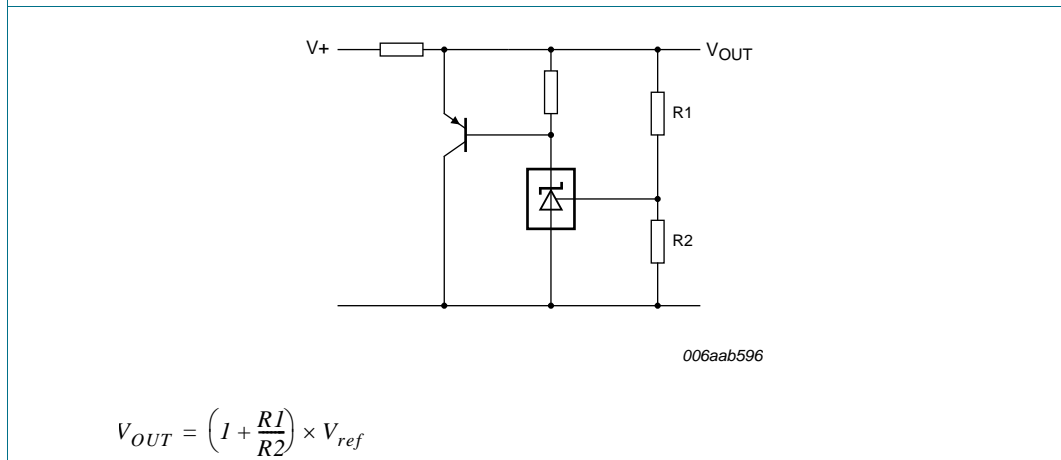 V+
VOUT
R1
R2
006aab596
VOUT = (1 + R1/R2) × Vref